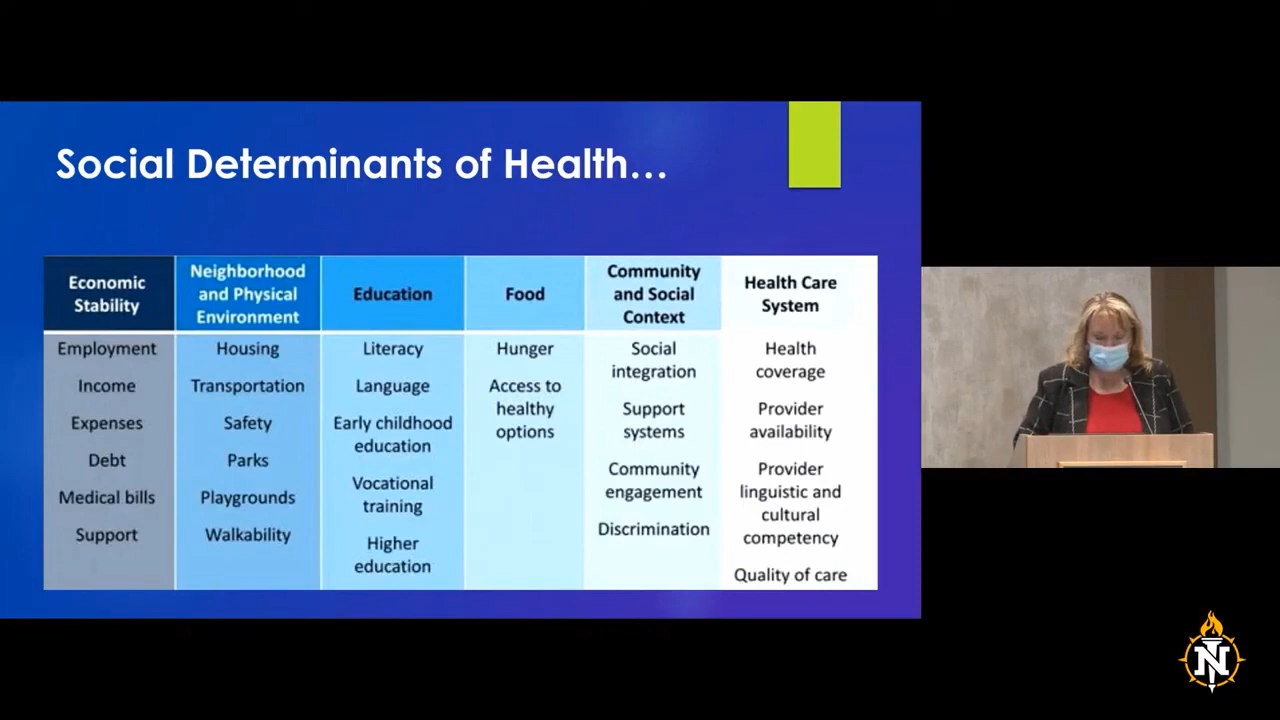 Social Determinants of Health...
Economic
Stability
Employment
Income
Expenses
Debt
Medical bills
Support
Neighborhood
and Physical
Environment
Housing
Transportation
Safety
Parks
Playgrounds
Walkability
Education
Literacy
Language
Early childhood
education
Vocational
training
Higher
education
Food
Hunger
Access to
healthy
options
Community
and Social
Context
Social
integration
Support
systems
Community
engagement
Discrimination
Health Care
System
Health
coverage
Provider
availability
Provider
linguistic and
cultural
competency
Quality of care
N